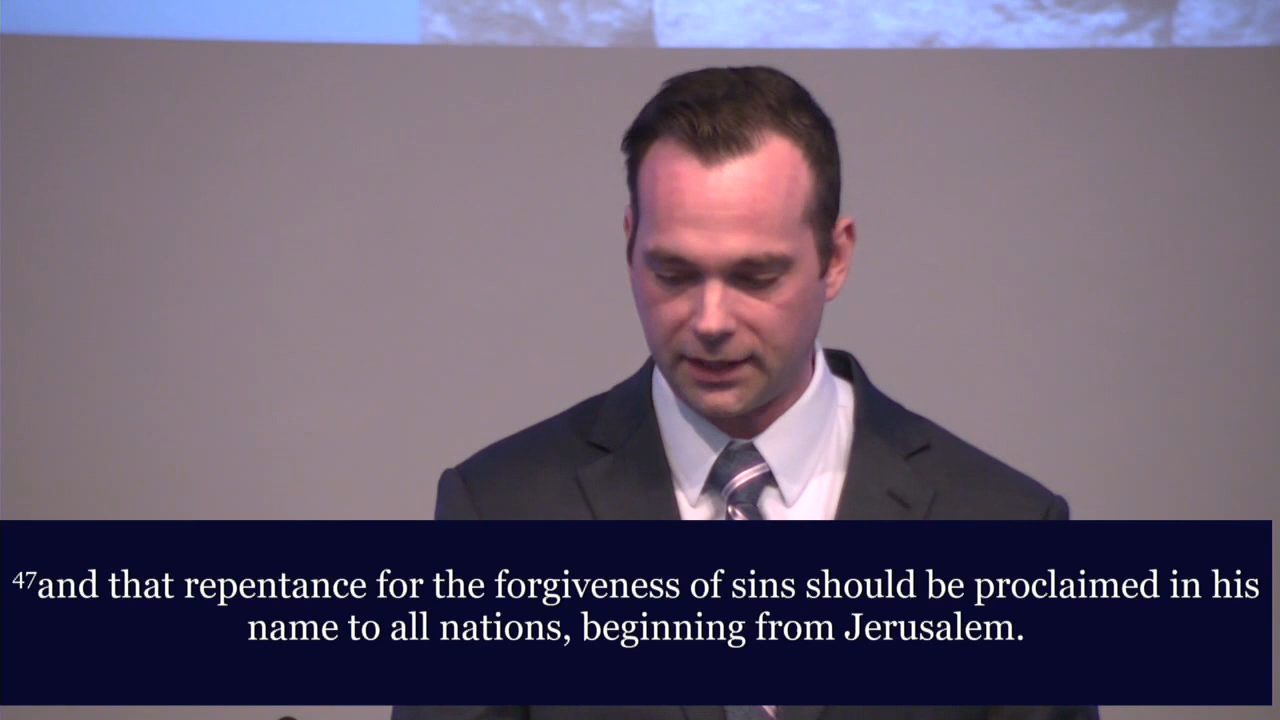 47and that repentance for the forgiveness of sins should be proclaimed in his
name to all nations, beginning from Jerusalem.